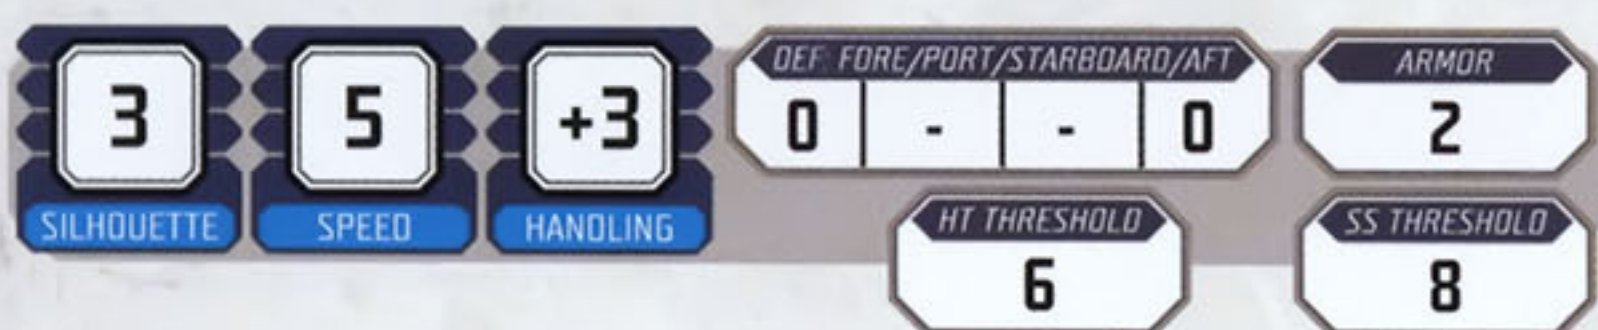 3 5 +3
SILHOUETTE SPEED HANDLING
DEF FORE/PORT/STARBOARD/AFT
0 - - 0
ARMOR
2
HT THRESHOLD
6
SS THRESHOLD
8